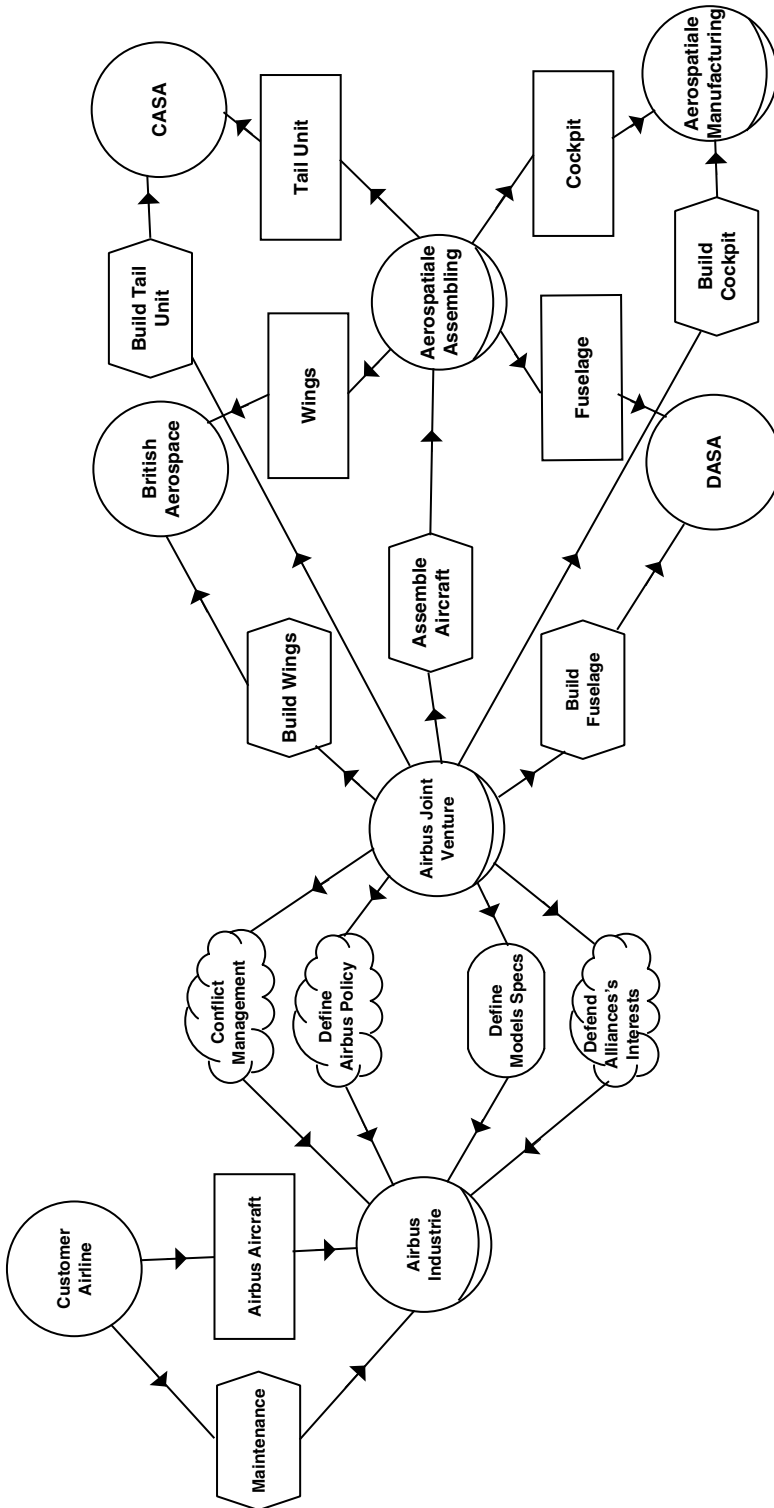 CASA
Tail Unit
Cockpit
Aerospatiale
Manufacturing
Build Tail
Unit
British
Aerospace
Wings
Aerospatiale
Assembling
Fuselage
Build
Cockpit
DASA
Build Wings
Assemble
Aircraft
Build
Fuselage
Airbus Joint
Venture
Conflict
Management
Define
Airbus Policy
Define
Models Specs
Defend
Alliances's
Interests
Customer
Airline
Airbus Aircraft
Airbus
Industrie
Maintenance